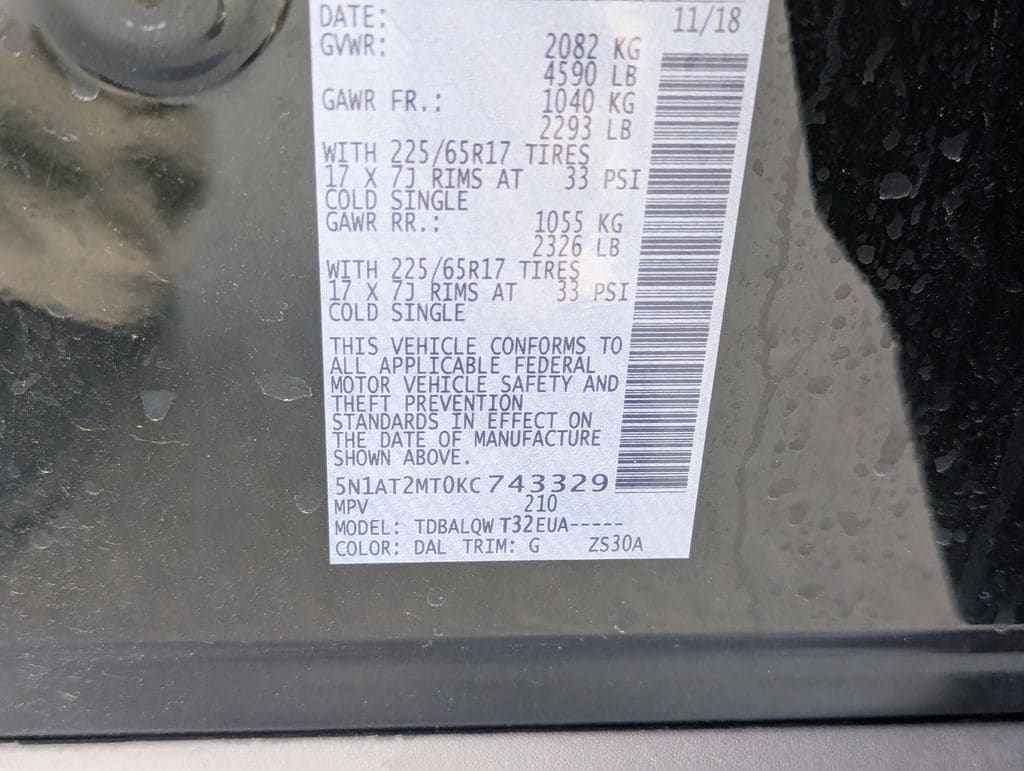 DATE: 11/18
GVWR: 2082 KG
4590 LB
GAWR FR.: 1040 KG
2293 LB
WITH 225/65R17 TIRES
17 X 7J RIMS AT 33 PSI
COLD SINGLE
GAWR RR.: 1055 KG
2326 LB
WITH 225/65R17 TIRES
17 X 7J RIMS AT 33 PSI
COLD SINGLE
THIS VEHICLE CONFORMS TO
ALL APPLICABLE FEDERAL
MOTOR VEHICLE SAFETY AND
THEFT PREVENTION
STANDARDS IN EFFECT ON
THE DATE OF MANUFACTURE
SHOWN ABOVE.
5N1AT2MT0KC743329
MPV 210
MODEL: TDBALQWT32EUA-----
COLOR: DAL TRIM: G ZS30A